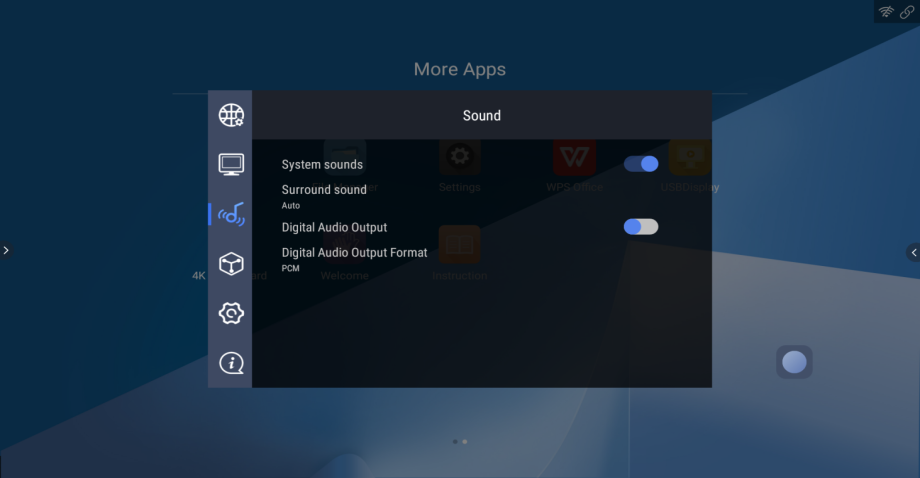 More Apps
Sound
System sounds
Surround sound
Auto
Digital Audio Output
Digital Audio Output Format
PCM
Settings
WPS Office
USBDisplay
4K
Welcome
Instruction